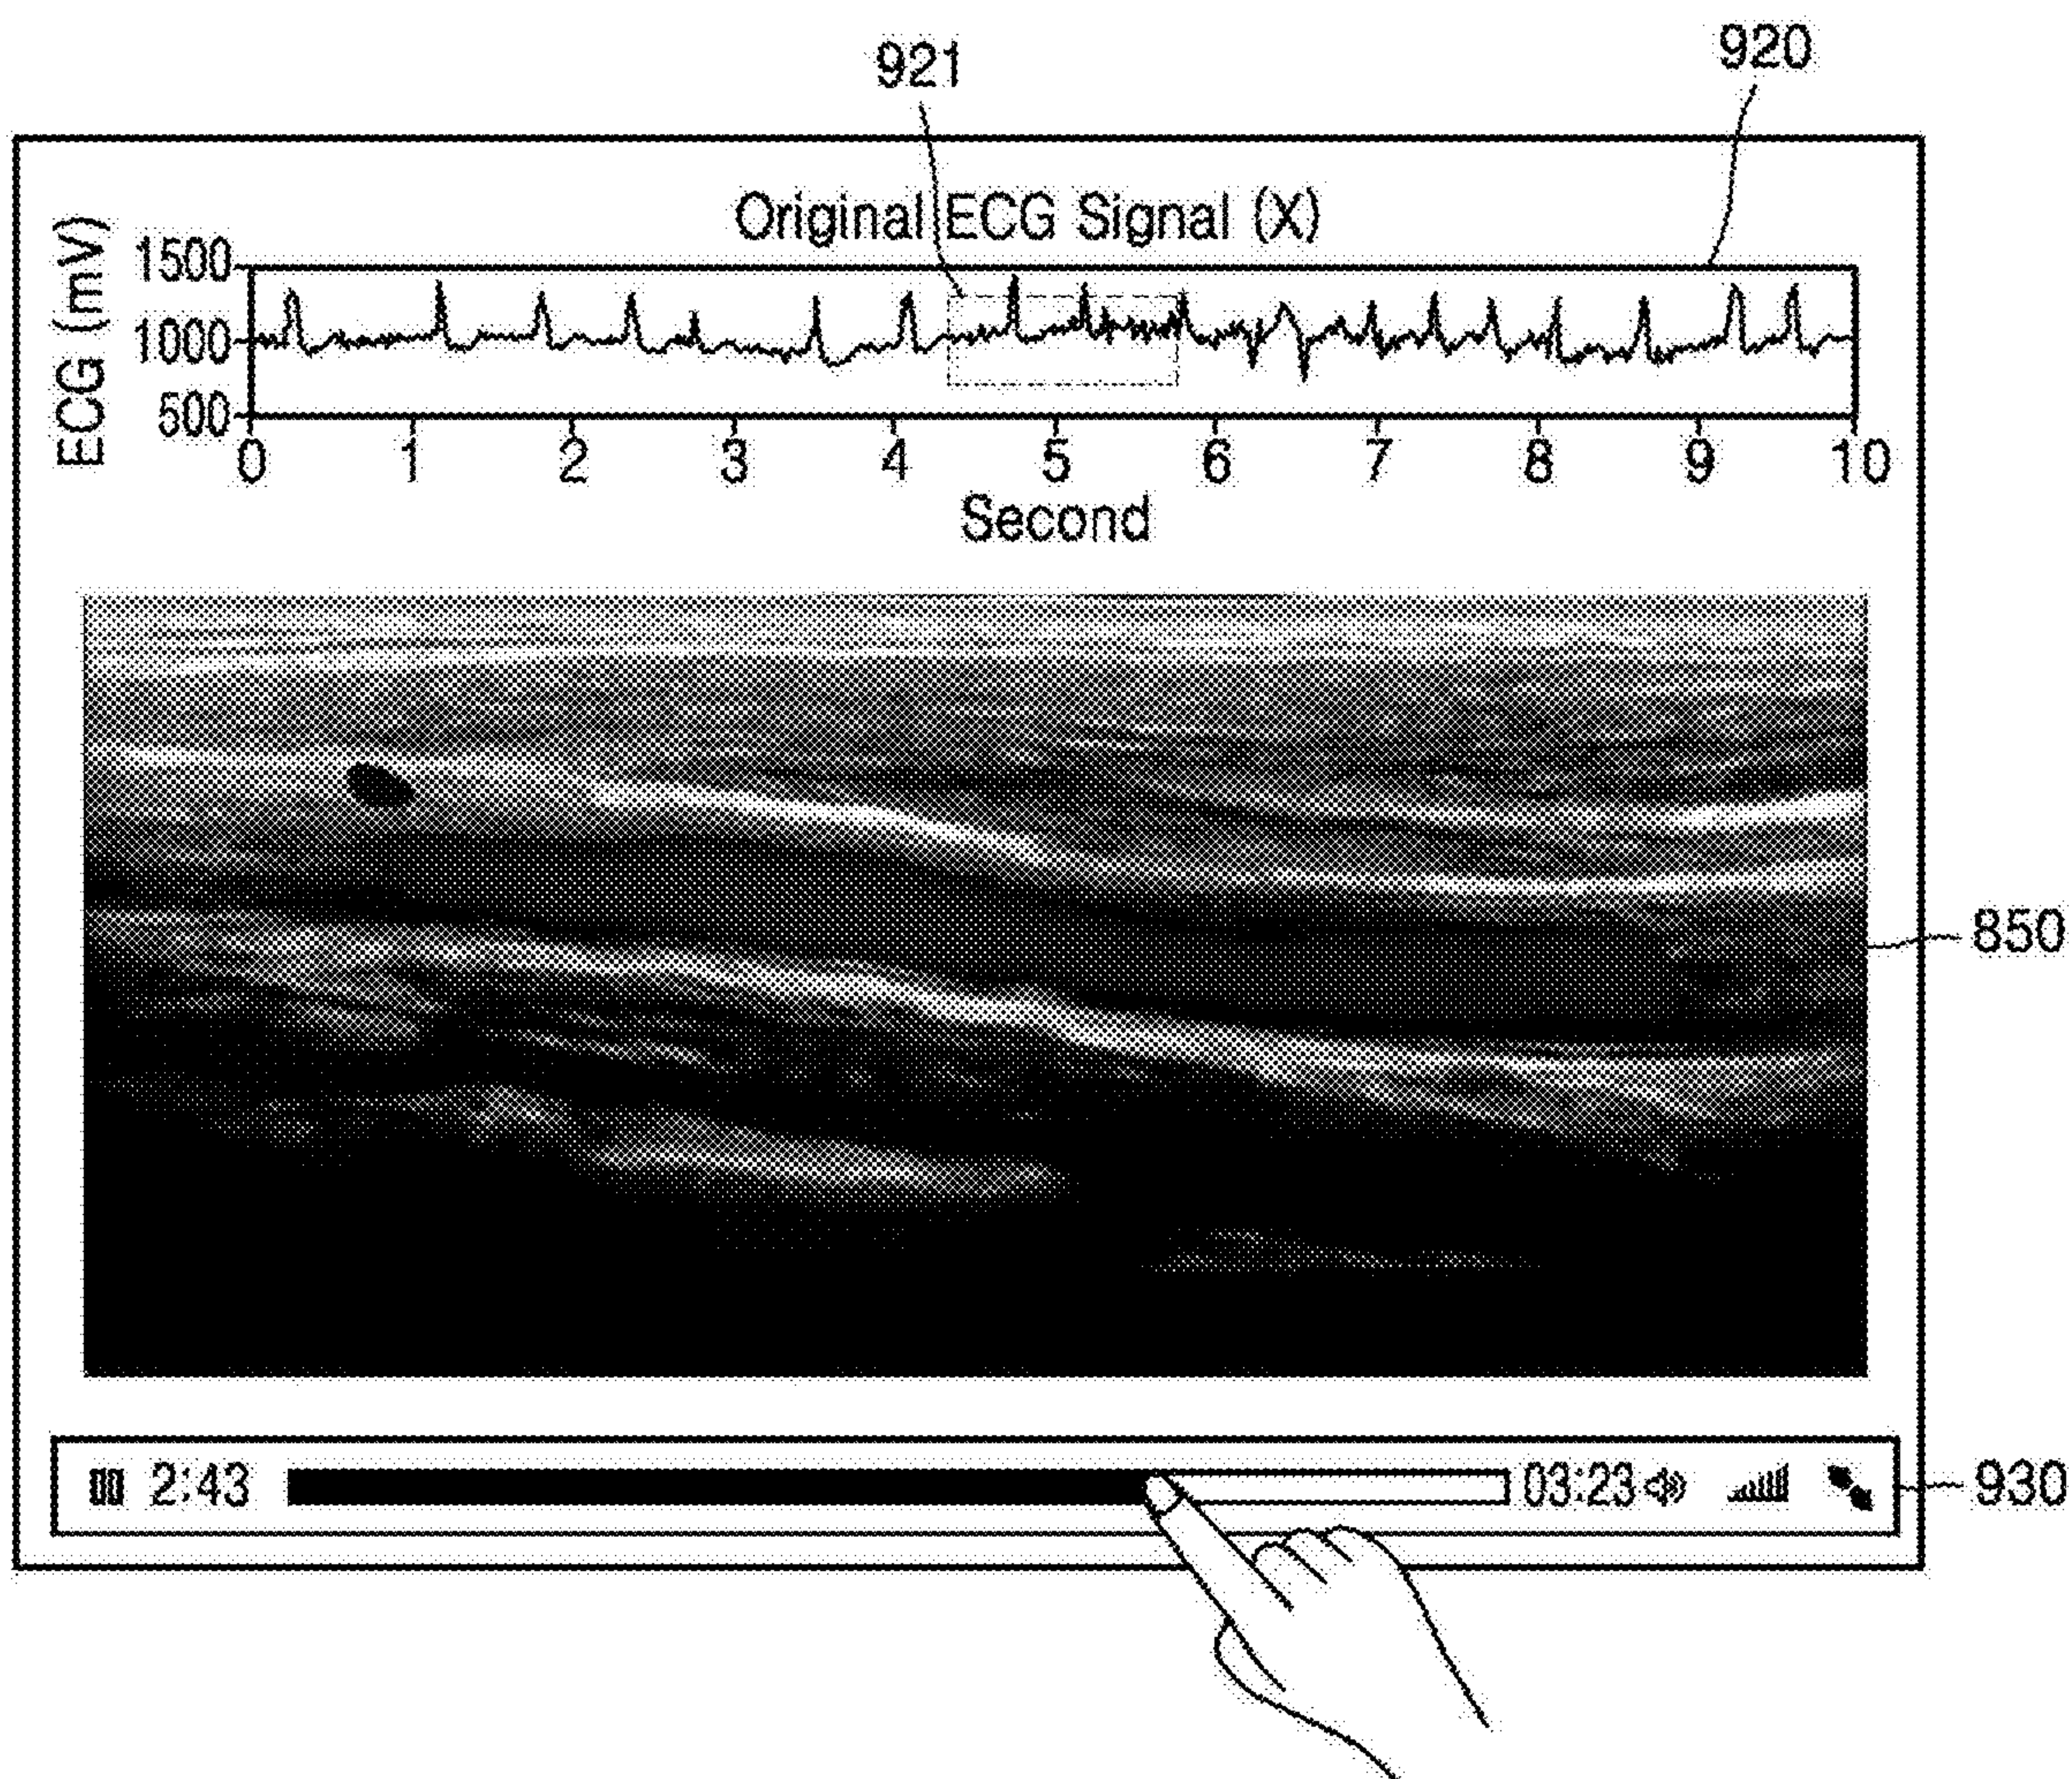 921
920
Original ECG Signal (X)
ECG (mV)
1500
1000
500
0 1 2 3 4 5 6 7 8 9 10
Second
850
2:43 03:23
930